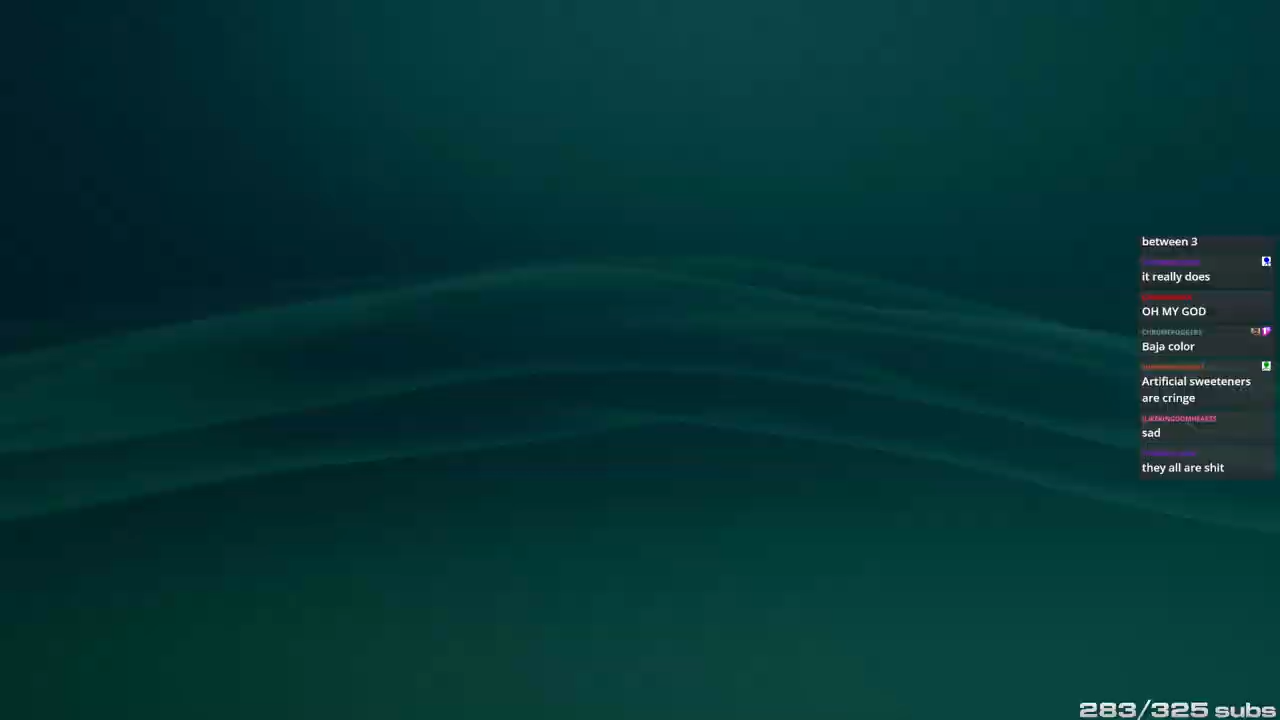 between 3
it really does
OH MY GOD
Baja color
Artificial sweeteners
are cringe
ILIKEKINGDOMHEARTS
sad
they all are shit
283/325 subs